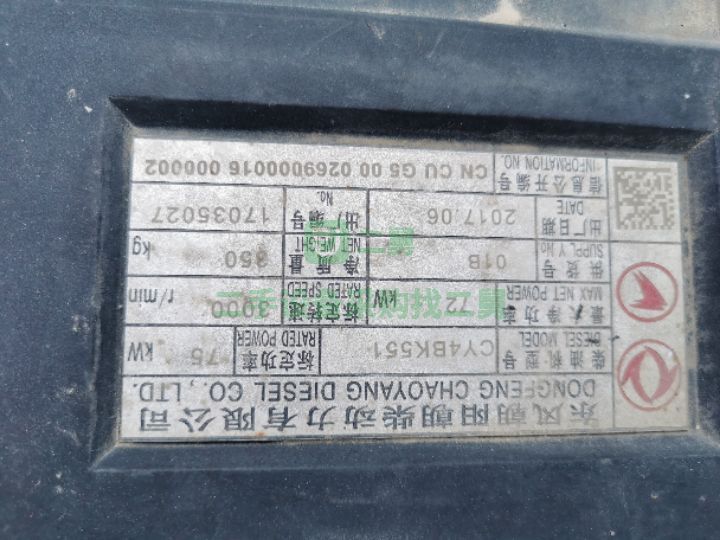 东风朝阳朝柴动力有限公司
DONGFENG CHAOYANG DIESEL CO., LTD.
柴油机型号 CY4BK551 标定功率 75 kW
DIESEL MODEL RATED POWER
最大净功率 72 kW 标定转速 3000 r/min
MAX NET POWER RATED SPEED
供货号 01B 净质量 350 kg
SUPPLY No NET WEIGHT
出厂日期 2017.06 出厂编号 17035027
DATE No.
信息公开编号 CN CU G5 00 0269000016 000002
INFORMATION NO.
二手
购找工具